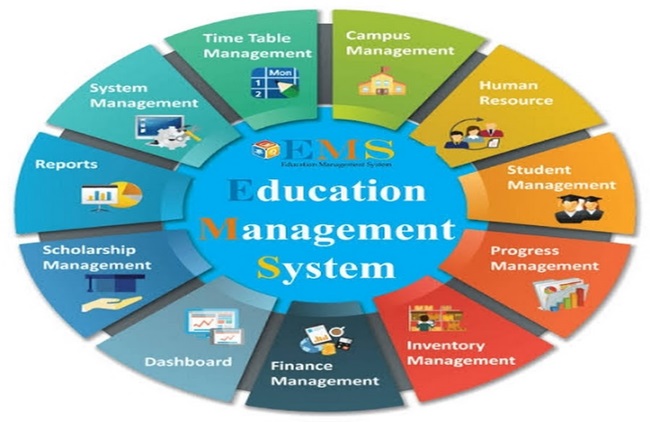 Time Table
Management
Mon
1
2
Campus
Management
Human
Resource
Student
Management
Progress
Management
Inventory
Management
Finance
Management
Dashboard
Scholarship
Management
Reports
System
Management
EMS
Education Management System
Education
Management
System